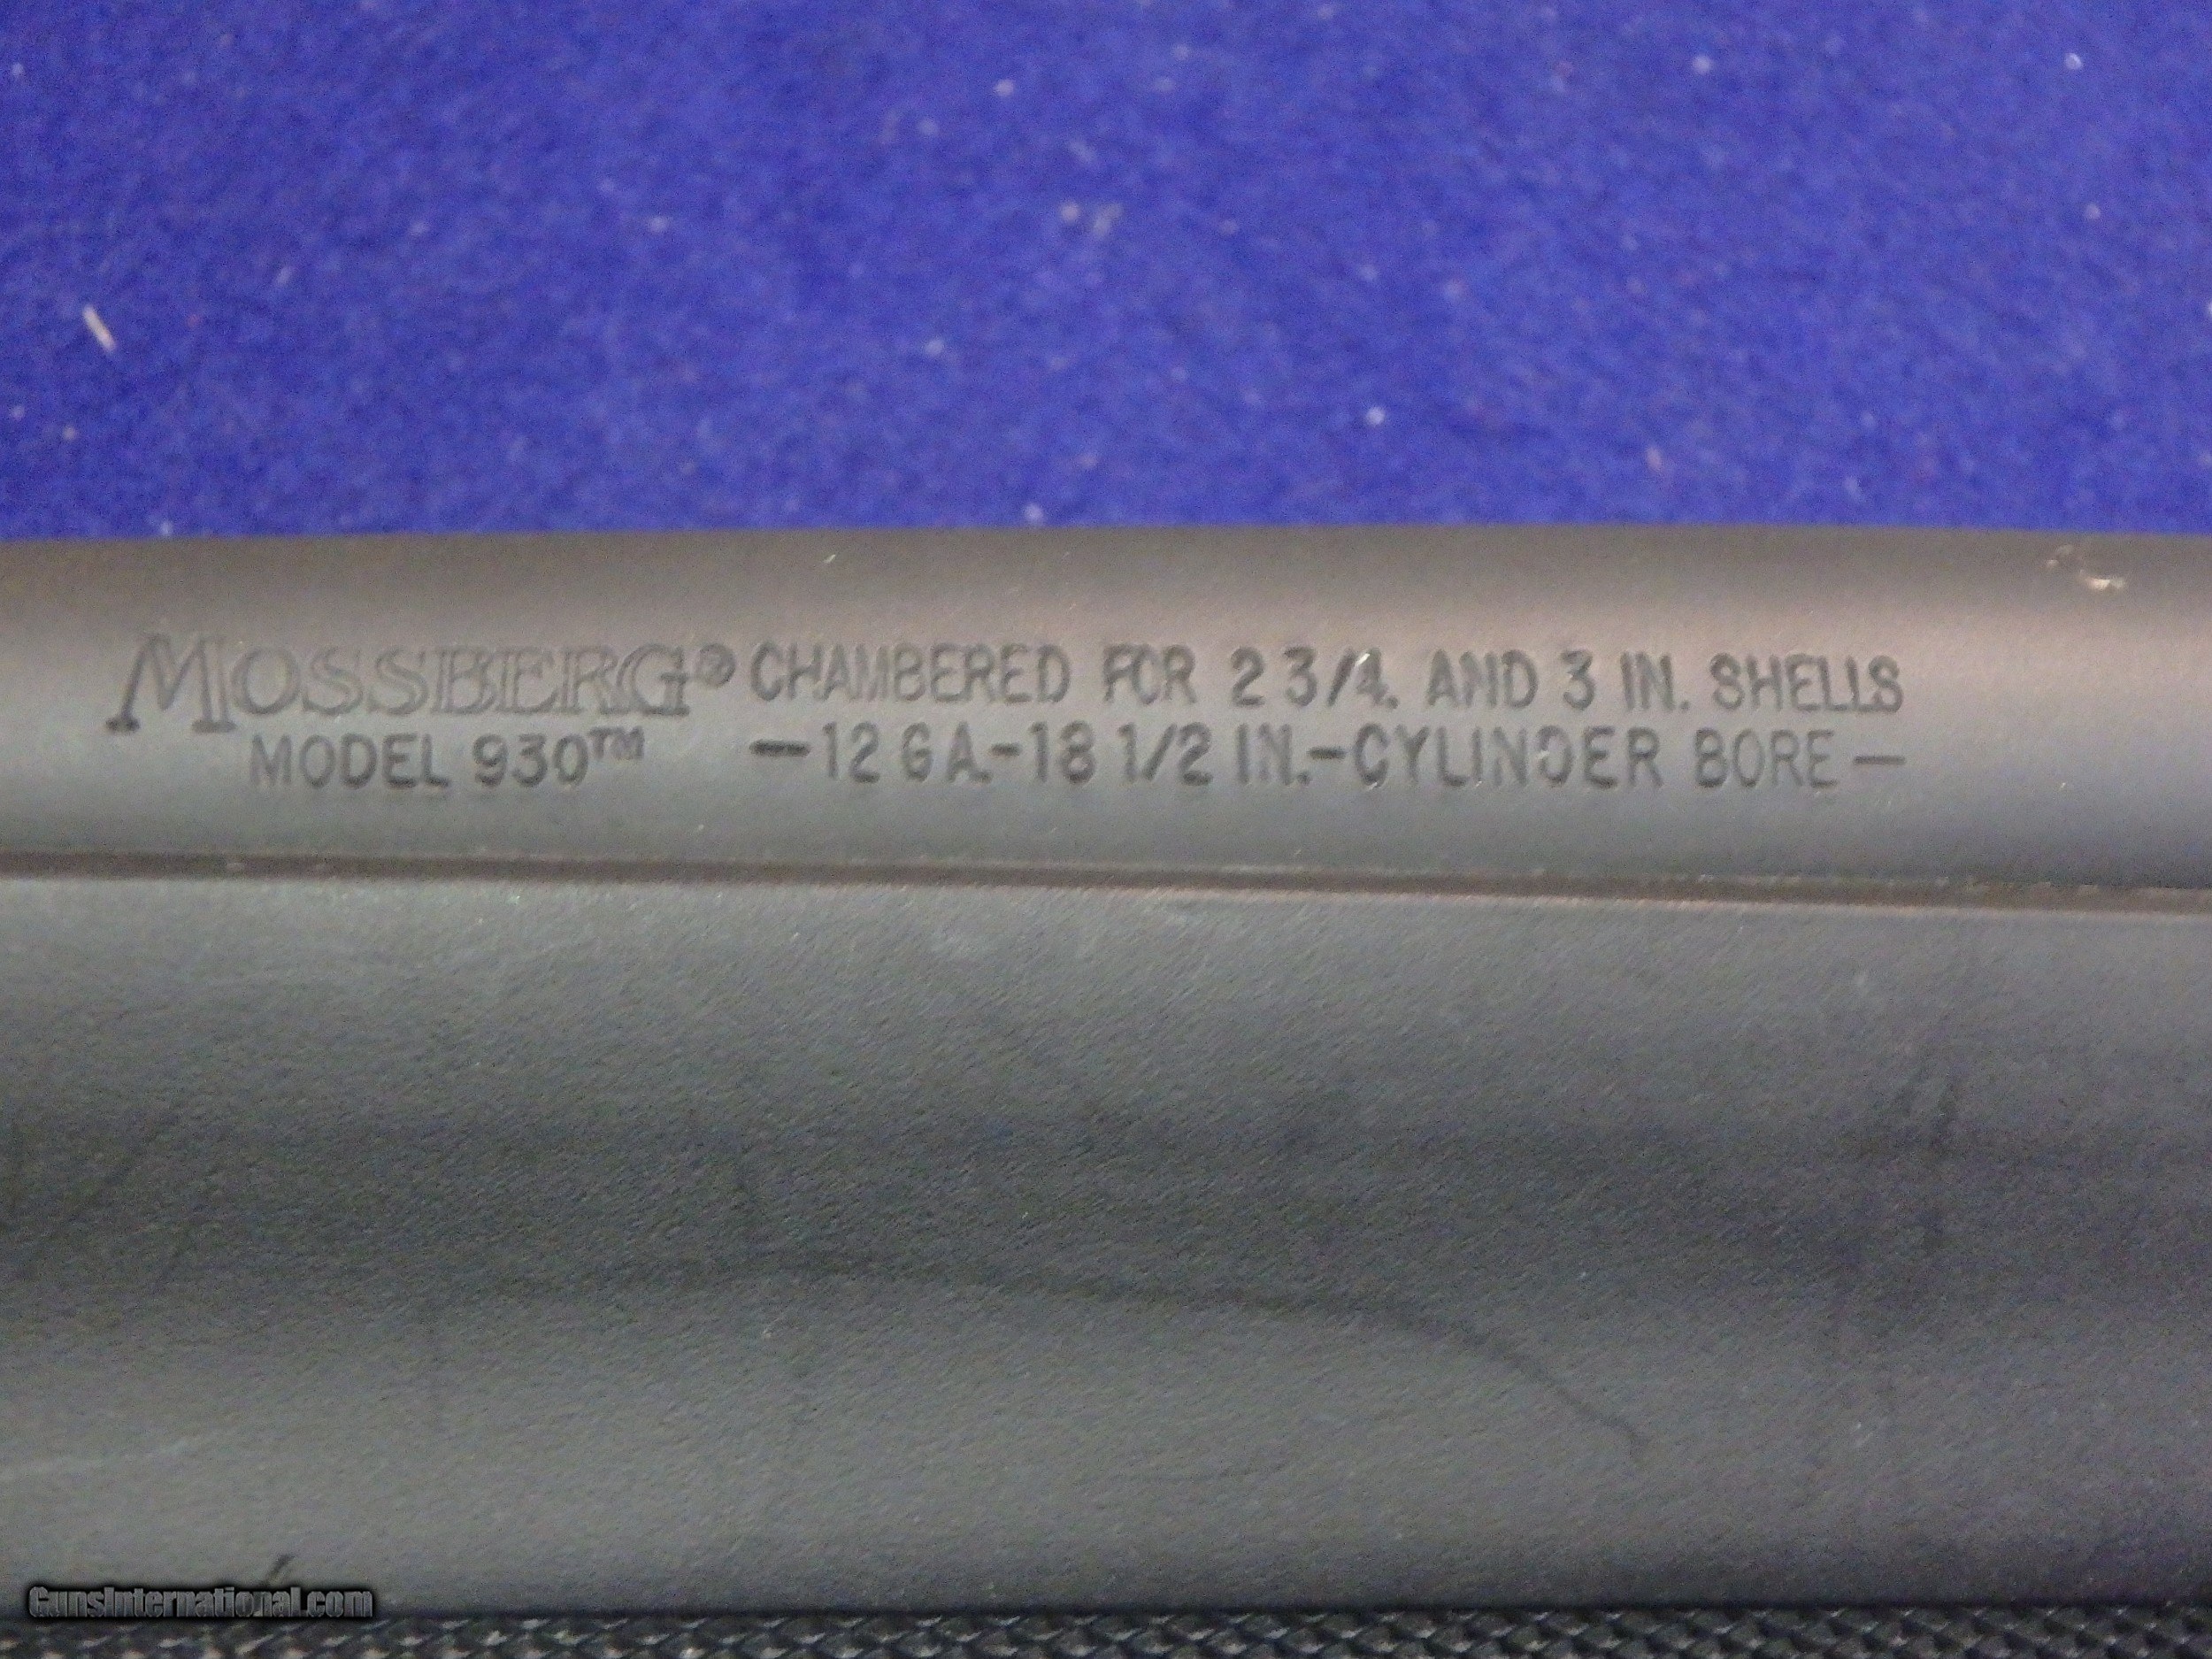 MOSSBERG® CHAMBERED FOR 2 3/4. AND 3 IN. SHELLS
MODEL 930™ —12 GA.-18 1/2 IN.-CYLINDER BORE—
GunsInternational.com